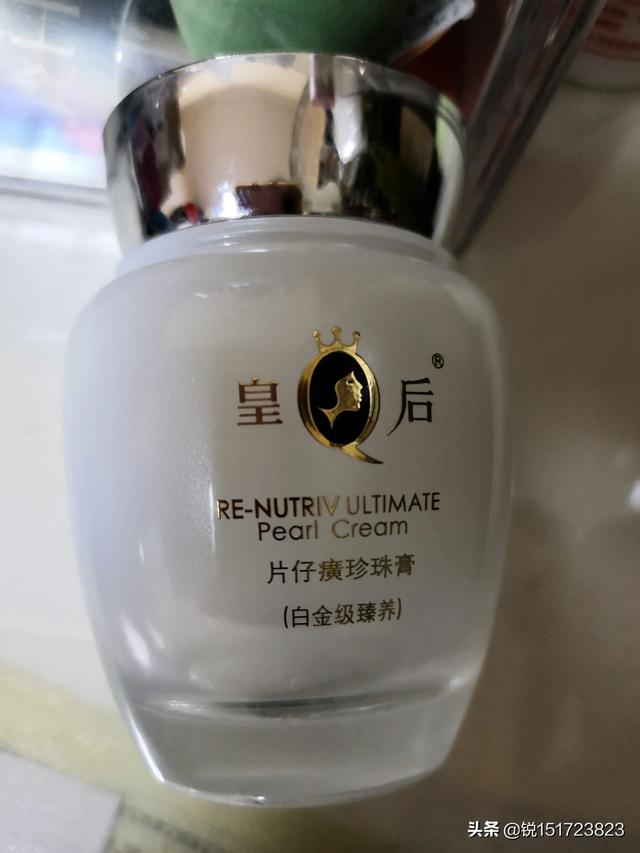 皇 Q 后®
RE-NUTRIV ULTIMATE
Pearl Cream
片仔癀珍珠膏
(白金级臻养)
头条 @锐151723823